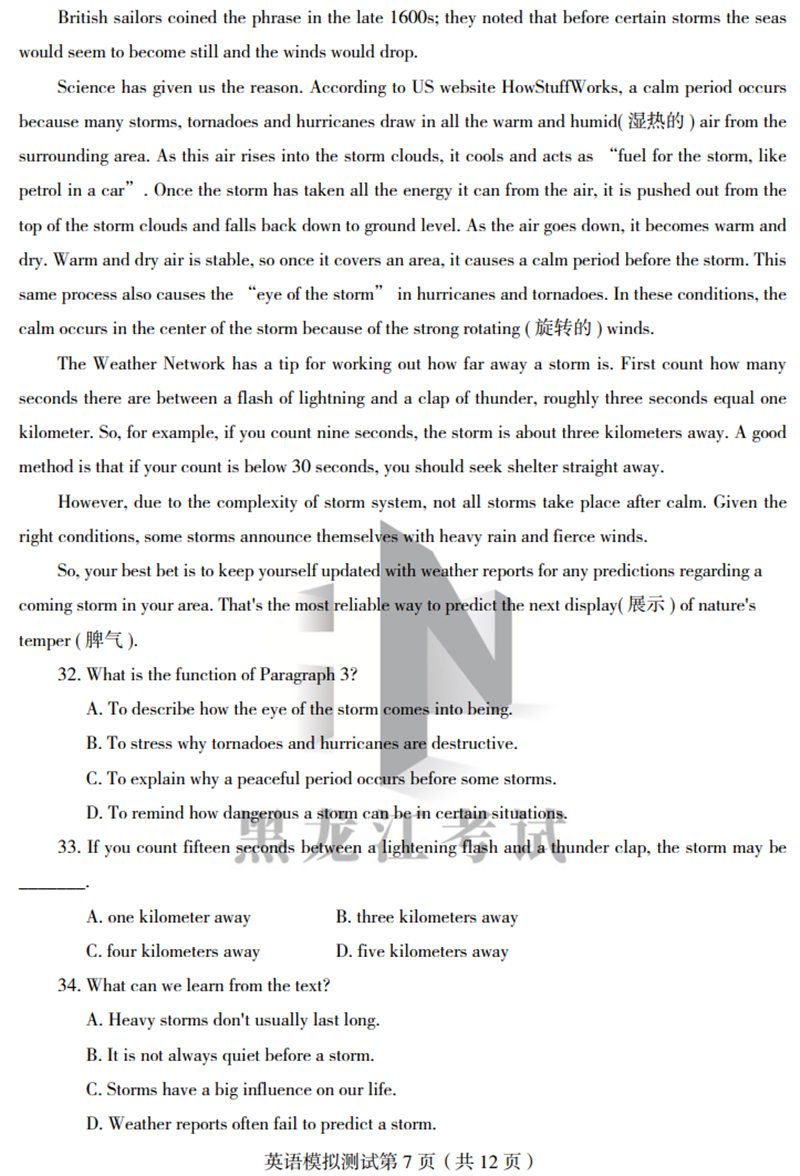 British sailors coined the phrase in the late 1600s; they noted that before certain storms the seas
would seem to become still and the winds would drop.
Science has given us the reason. According to US website HowStuffWorks, a calm period occurs
because many storms, tornadoes and hurricanes draw in all the warm and humid( 湿热的 ) air from the
surrounding area. As this air rises into the storm clouds, it cools and acts as “fuel for the storm, like
petrol in a car”. Once the storm has taken all the energy it can from the air, it is pushed out from the
top of the storm clouds and falls back down to ground level. As the air goes down, it becomes warm and
dry. Warm and dry air is stable, so once it covers an area, it causes a calm period before the storm. This
same process also causes the “eye of the storm” in hurricanes and tornadoes. In these conditions, the
calm occurs in the center of the storm because of the strong rotating ( 旋转的 ) winds.
The Weather Network has a tip for working out how far away a storm is. First count how many
seconds there are between a flash of lightning and a clap of thunder, roughly three seconds equal one
kilometer. So, for example, if you count nine seconds, the storm is about three kilometers away. A good
method is that if your count is below 30 seconds, you should seek shelter straight away.
However, due to the complexity of storm system, not all storms take place after calm. Given the
right conditions, some storms announce themselves with heavy rain and fierce winds.
So, your best bet is to keep yourself updated with weather reports for any predictions regarding a
coming storm in your area. That's the most reliable way to predict the next display( 展示 ) of nature's
temper ( 脾气 ).
32. What is the function of Paragraph 3?
A. To describe how the eye of the storm comes into being.
B. To stress why tornadoes and hurricanes are destructive.
C. To explain why a peaceful period occurs before some storms.
D. To remind how dangerous a storm can be in certain situations.
黑龙江考试
33. If you count fifteen seconds between a lightening flash and a thunder clap, the storm may be
_______.
A. one kilometer away B. three kilometers away
C. four kilometers away D. five kilometers away
34. What can we learn from the text?
A. Heavy storms don't usually last long.
B. It is not always quiet before a storm.
C. Storms have a big influence on our life.
D. Weather reports often fail to predict a storm.
英语模拟测试第 7 页 ( 共 12 页 )